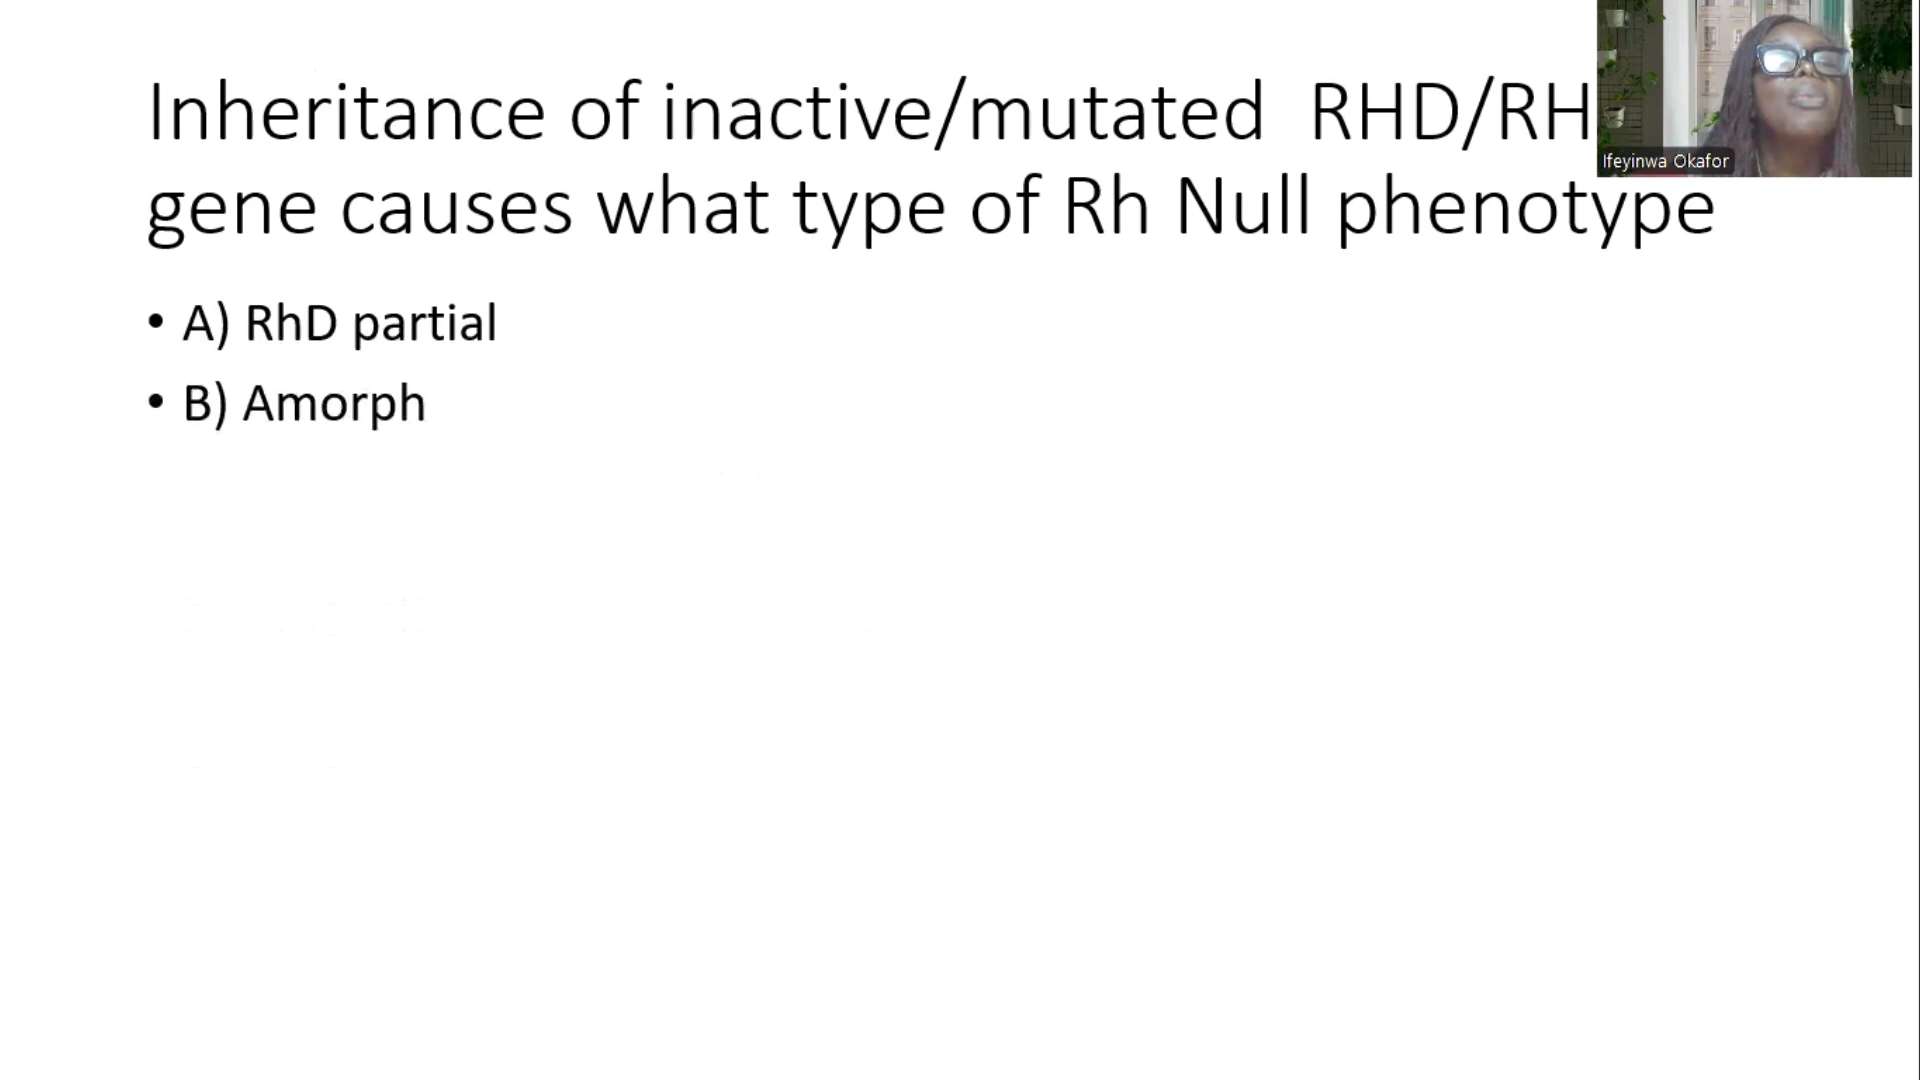 Inheritance of inactive/mutated RHD/RH
gene causes what type of Rh Null phenotype
• A) RhD partial
• B) Amorph
Ifeyinwa Okafor